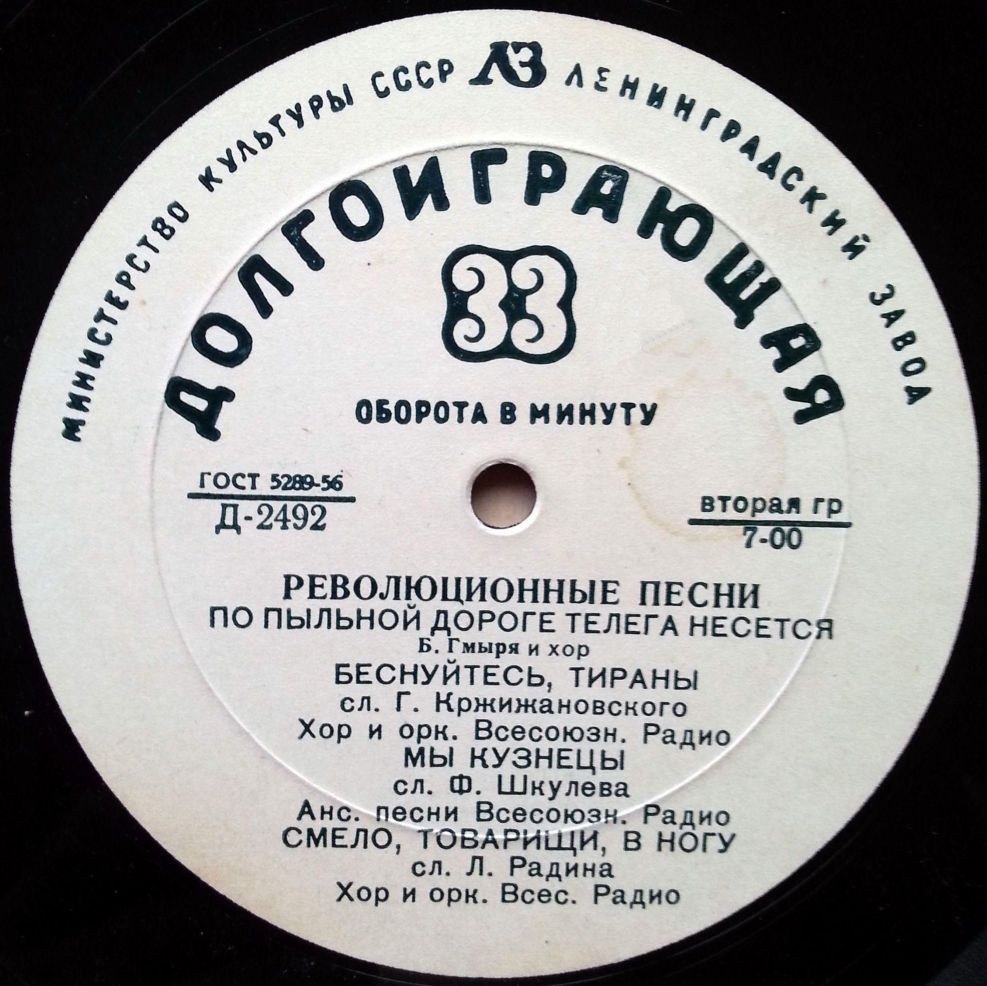 МИНИСТЕРСТВО КУЛЬТУРЫ СССР ЛЗ ЛЕНИНГРАДСКИЙ ЗАВОД
ДОЛГОИГРАЮЩАЯ
33
ОБОРОТА В МИНУТУ
ГОСТ 5289-56
Д-2492
вторая гр
7-00
РЕВОЛЮЦИОННЫЕ ПЕСНИ
ПО ПЫЛЬНОЙ ДОРОГЕ ТЕЛЕГА НЕСЕТСЯ
Б. Гмыря и хор
БЕСНУЙТЕСЬ, ТИРАНЫ
сл. Г. Кржижановского
Хор и орк. Всесоюзн. Радио
МЫ КУЗНЕЦЫ
сл. Ф. Шкулева
Анс. песни Всесоюзн. Радио
СМЕЛО, ТОВАРИЩИ, В НОГУ
сл. Л. Радина
Хор и орк. Всес. Радио